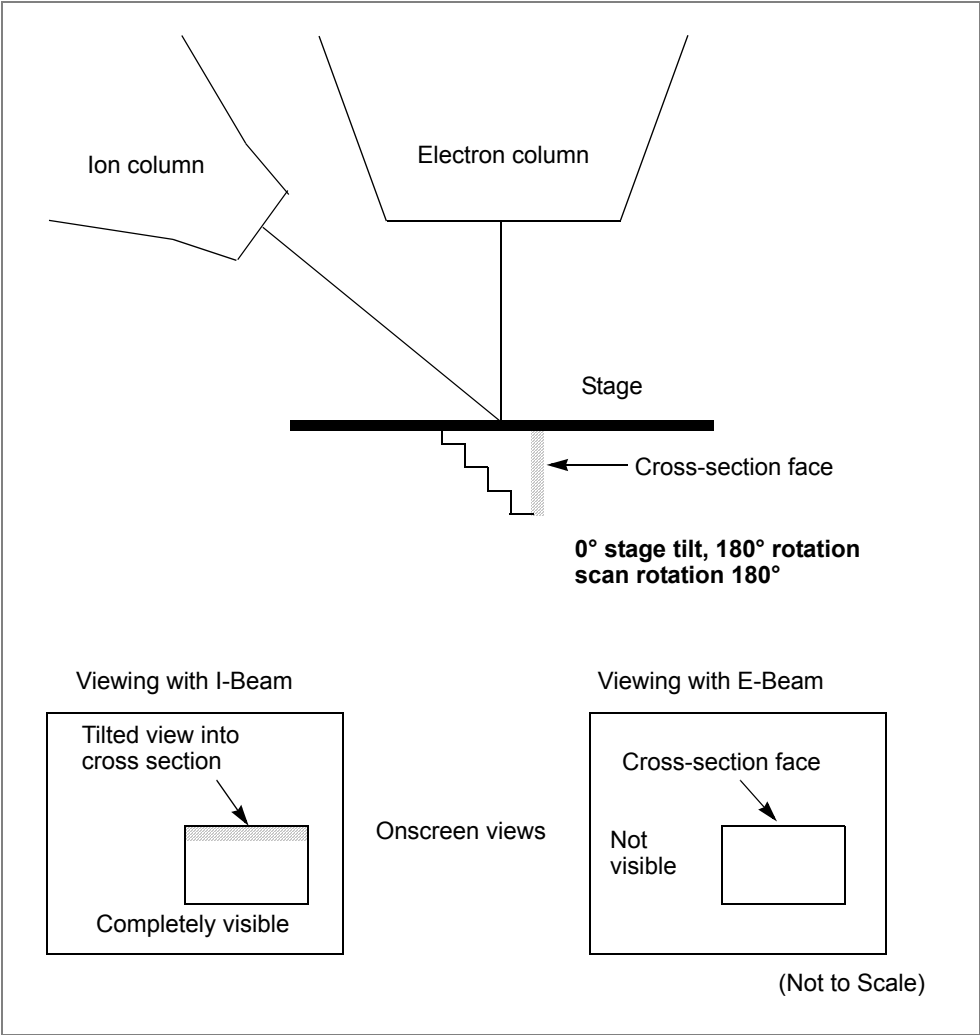 Ion column
Electron column
Stage
Cross-section face
0° stage tilt, 180° rotation
scan rotation 180°
Viewing with I-Beam
Viewing with E-Beam
Tilted view into
cross section
Completely visible
Onscreen views
Cross-section face
Not
visible
(Not to Scale)